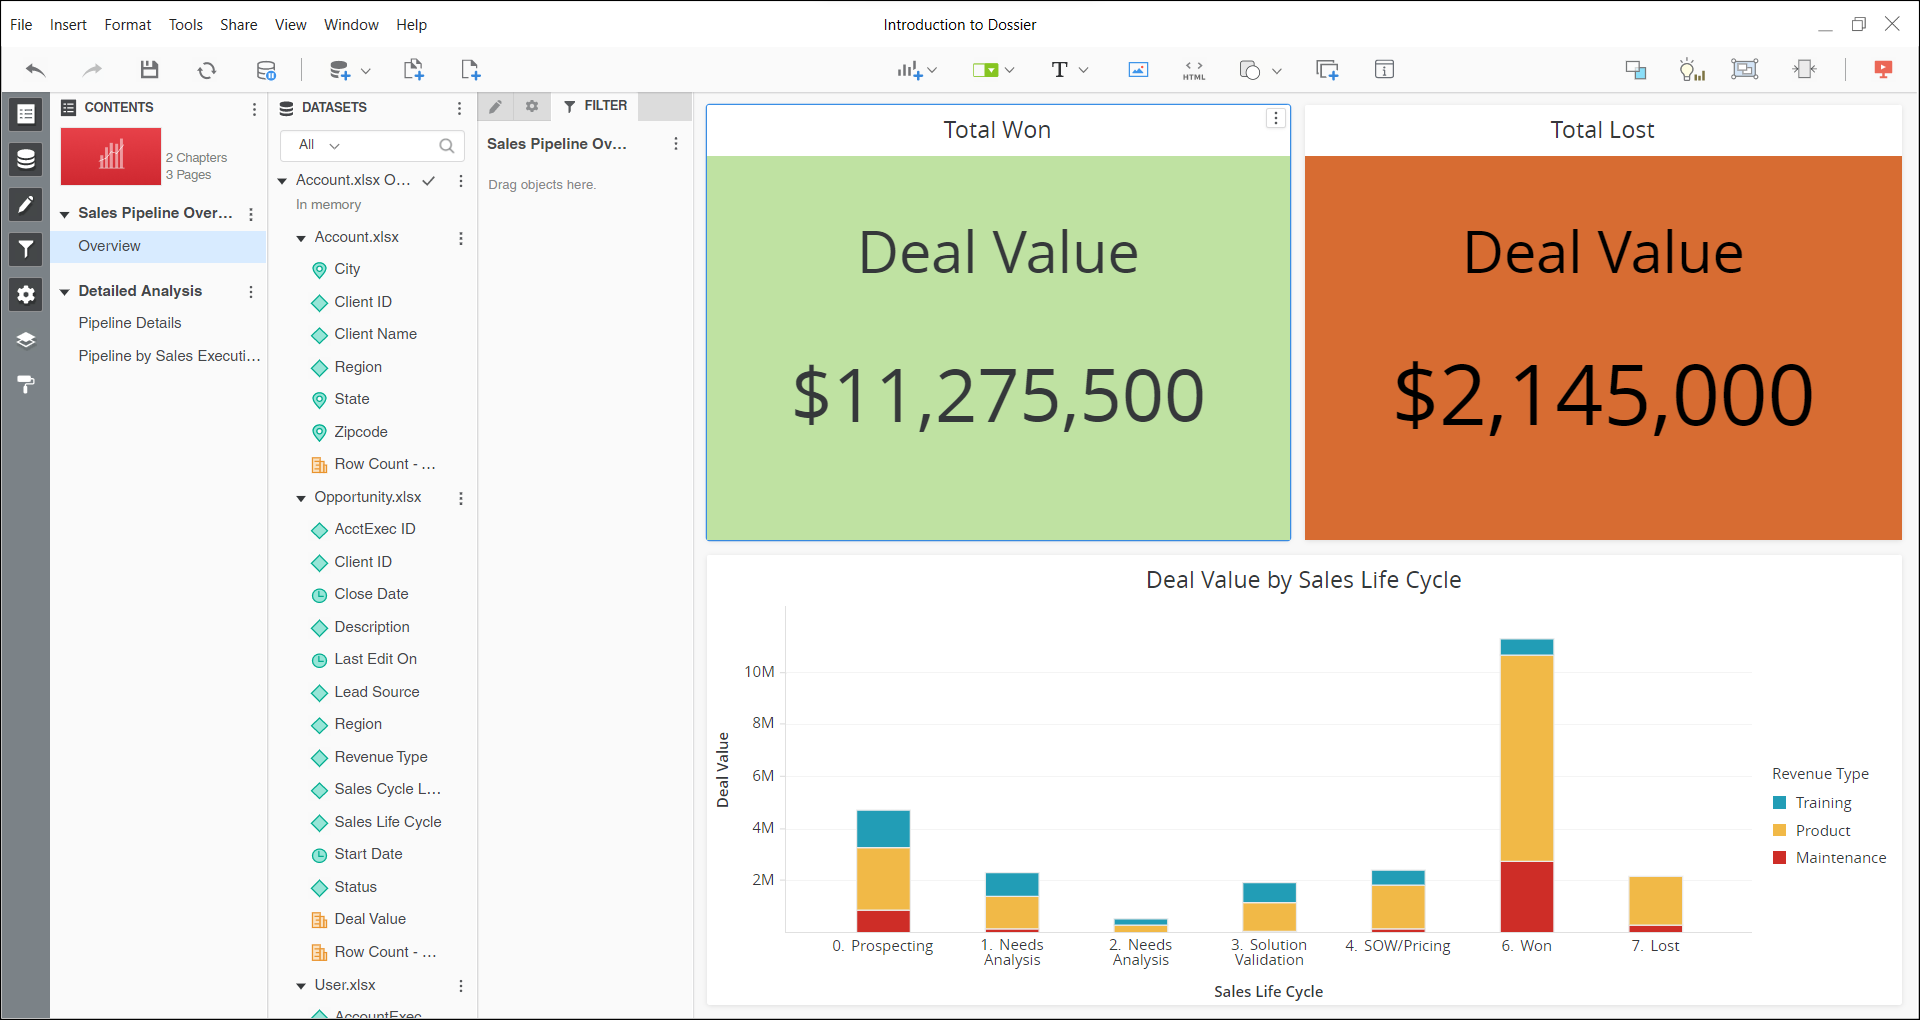 File Insert Format Tools Share View Window Help
Introduction to Dossier
HTML
CONTENTS
2 Chapters
3 Pages
Sales Pipeline Over...
Overview
Detailed Analysis
Pipeline Details
Pipeline by Sales Executi...
DATASETS
All
Account.xlsx O...
In memory
Account.xlsx
City
Client ID
Client Name
Region
State
Zipcode
Row Count - ...
Opportunity.xlsx
AcctExec ID
Client ID
Close Date
Description
Last Edit On
Lead Source
Region
Revenue Type
Sales Cycle L...
Sales Life Cycle
Start Date
Status
Deal Value
Row Count - ...
User.xlsx
AccountExec
FILTER
Sales Pipeline Ov...
Drag objects here.
Total Won
Deal Value
$11,275,500
Total Lost
Deal Value
$2,145,000
Deal Value by Sales Life Cycle
Deal Value
10M
8M
6M
4M
2M
0. Prospecting
1. Needs
Analysis
2. Needs
Analysis
3. Solution
Validation
4. SOW/Pricing
6. Won
7. Lost
Sales Life Cycle
Revenue Type
Training
Product
Maintenance